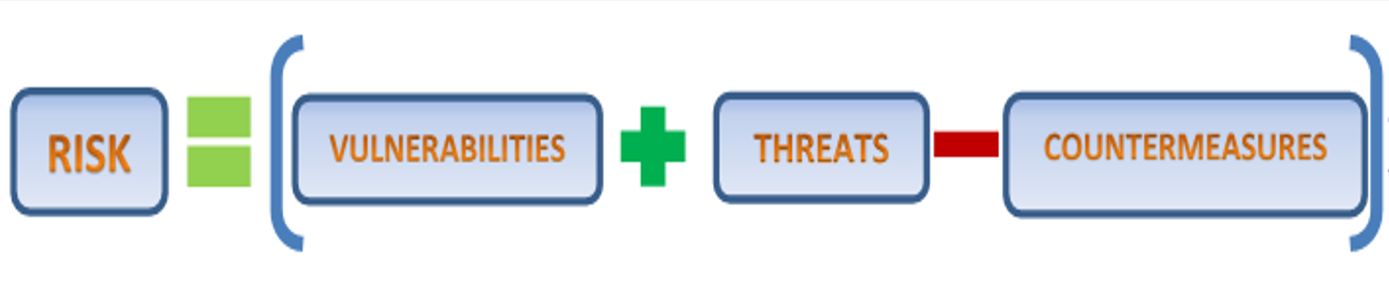 RISK = ( VULNERABILITIES + THREATS - COUNTERMEASURES )